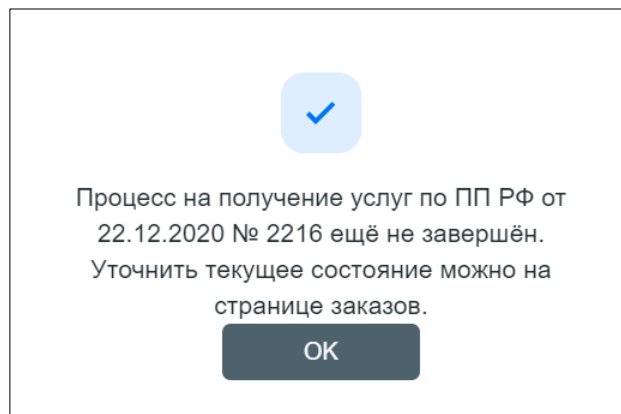 Процесс на получение услуг по ПП РФ от
22.12.2020 № 2216 ещё не завершён.
Уточнить текущее состояние можно на
странице заказов.
OK